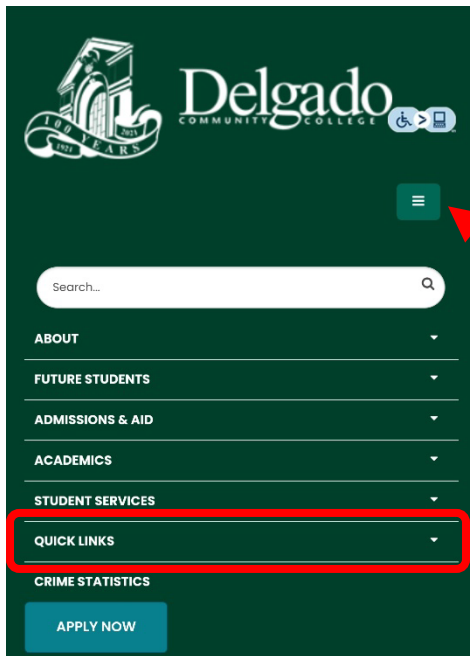 Delgado
COMMUNITY COLLEGE
100 YEARS
1921 2021
Search...
ABOUT
FUTURE STUDENTS
ADMISSIONS & AID
ACADEMICS
STUDENT SERVICES
QUICK LINKS
CRIME STATISTICS
APPLY NOW